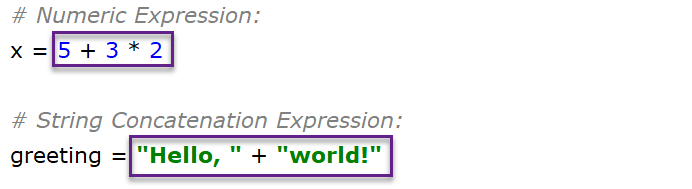 # Numeric Expression:
x = 5 + 3 * 2
# String Concatenation Expression:
greeting = "Hello, " + "world!"